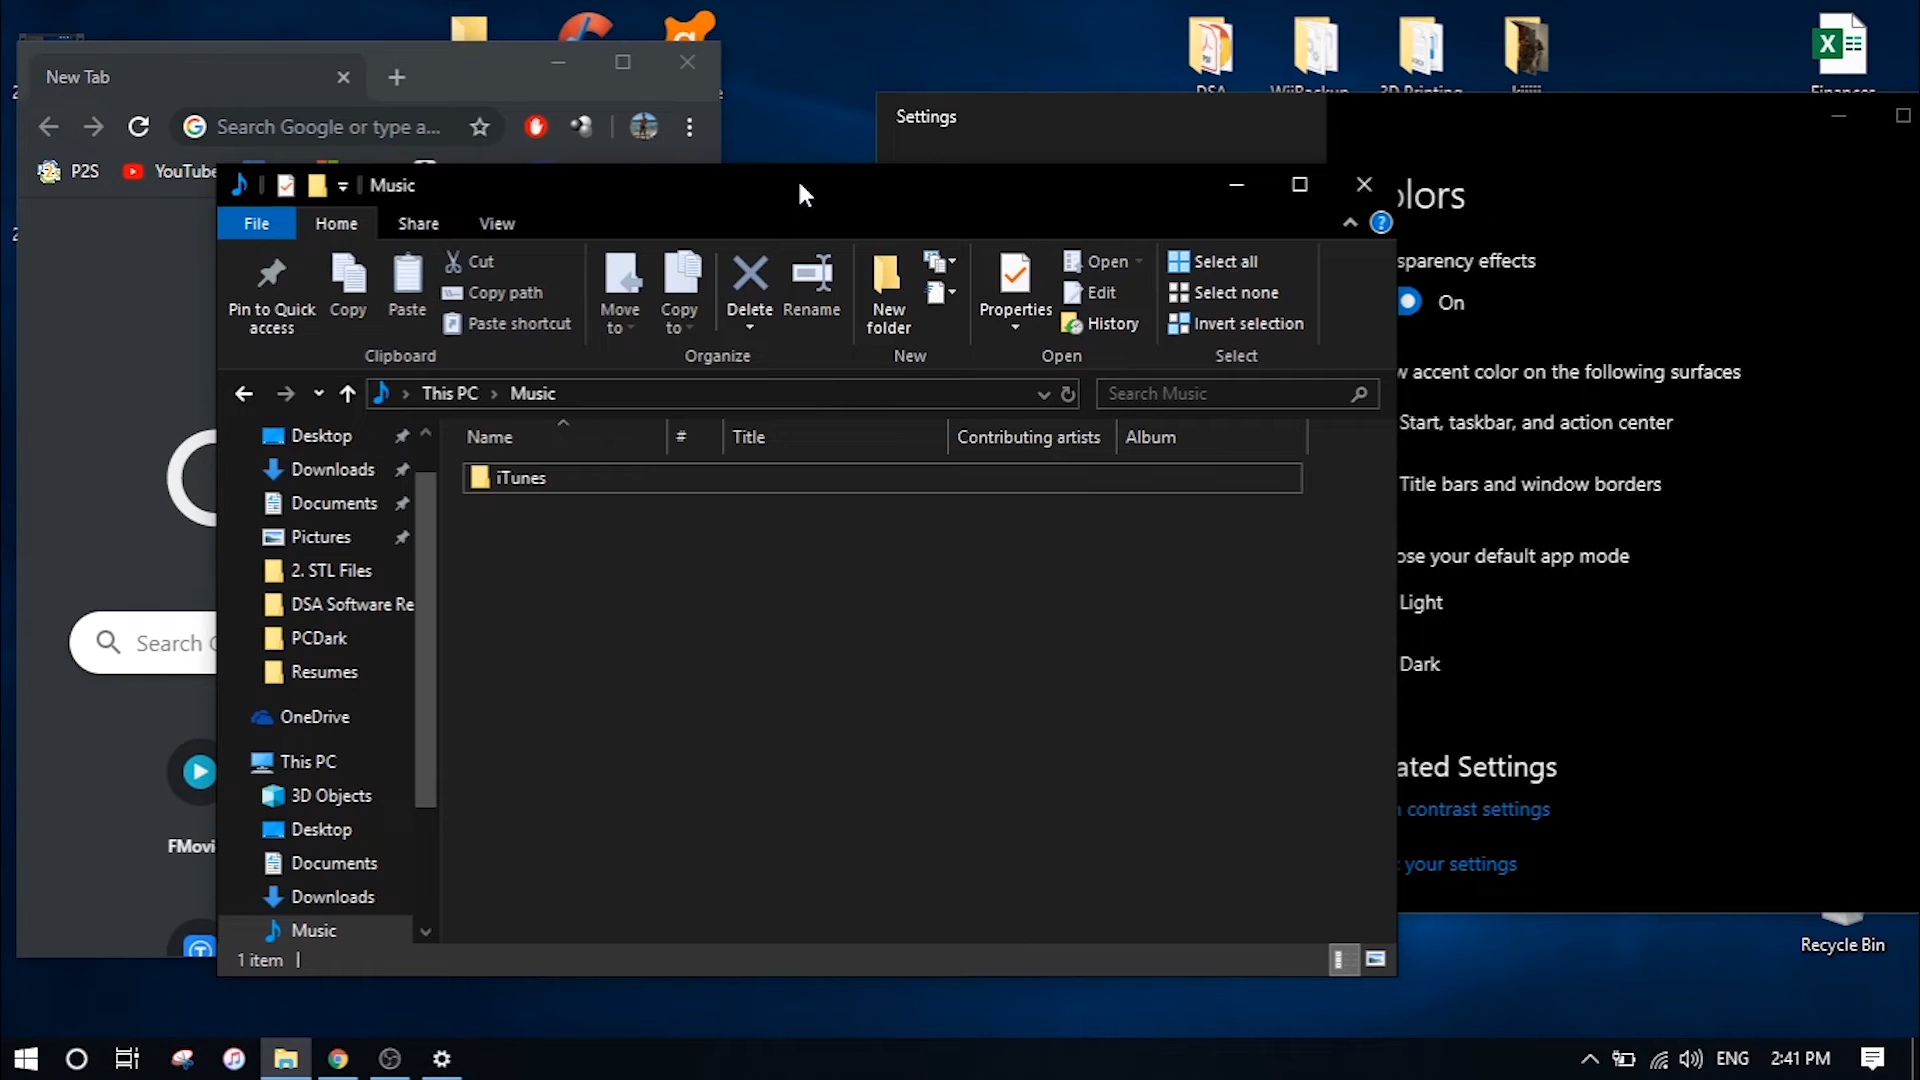 New Tab
Search Google or type a...
P2S
YouTube
DSA
WiiBackup
3D Printing
Finances
Settings
Music
File
Home
Share
View
Pin to Quick access
Copy
Paste
Cut
Copy path
Paste shortcut
Clipboard
Move to
Copy to
Delete
Rename
Organize
New folder
New
Properties
Open
Edit
History
Open
Select all
Select none
Invert selection
Select
This PC
Music
Search Music
Desktop
Downloads
Documents
Pictures
2. STL Files
DSA Software Re
PCDark
Resumes
OneDrive
This PC
3D Objects
Desktop
Documents
Downloads
Music
Name
#
Title
Contributing artists
Album
iTunes
1 item
Search
FMovi
olors
sparency effects
On
w accent color on the following surfaces
Start, taskbar, and action center
Title bars and window borders
ose your default app mode
Light
Dark
ated Settings
contrast settings
your settings
Recycle Bin
ENG
2:41 PM